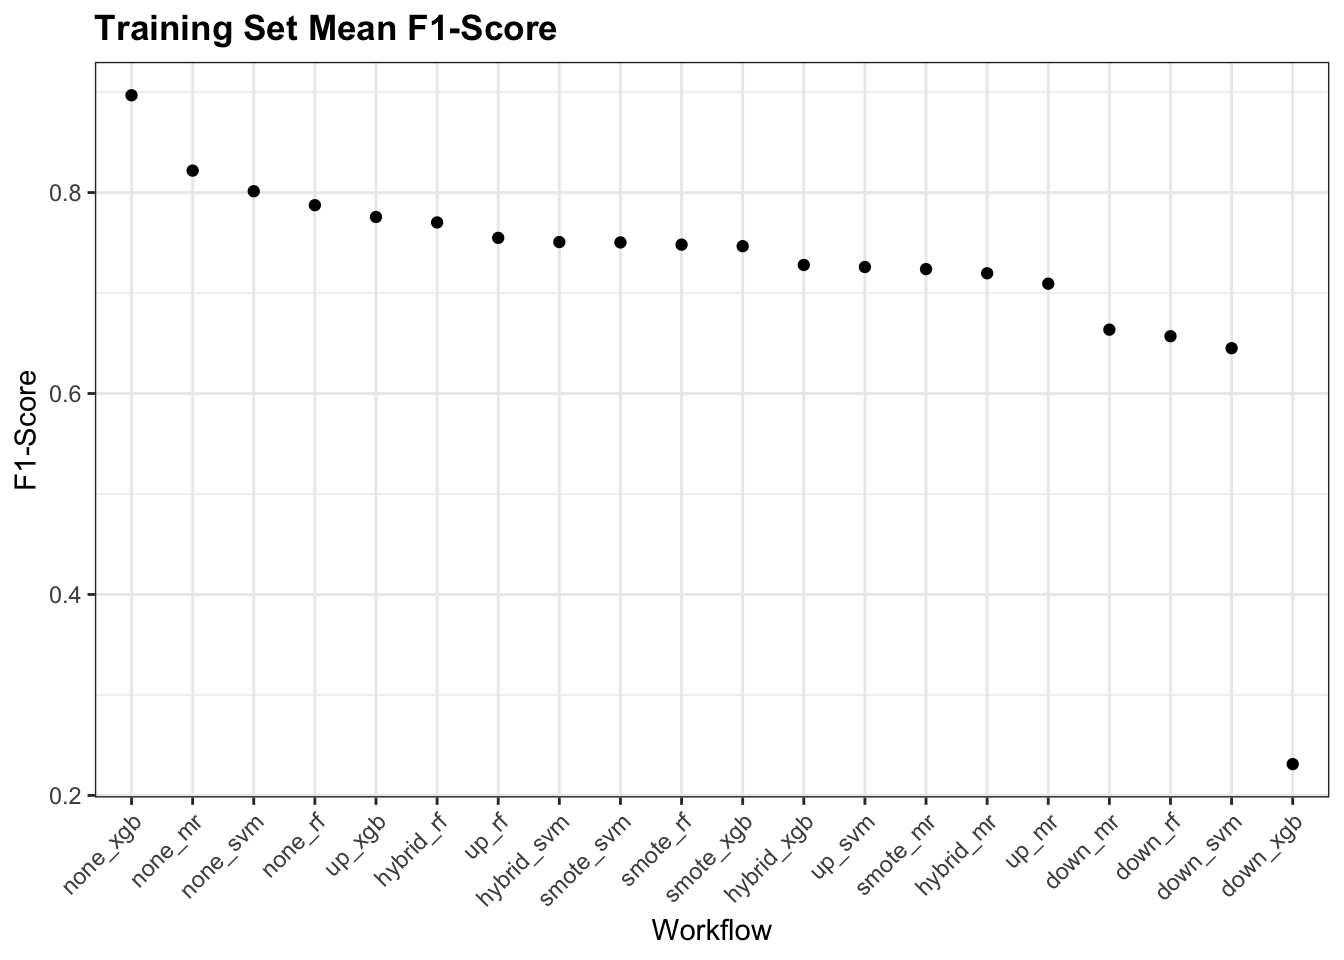 Training Set Mean F1-Score
F1-Score
0.8
0.6
0.4
0.2
none_xgb
none_mr
none_svm
none_rf
up_xgb
hybrid_rf
up_rf
hybrid_svm
smote_svm
smote_rf
smote_xgb
hybrid_xgb
up_svm
smote_mr
hybrid_mr
up_mr
down_mr
down_rf
down_svm
down_xgb
Workflow